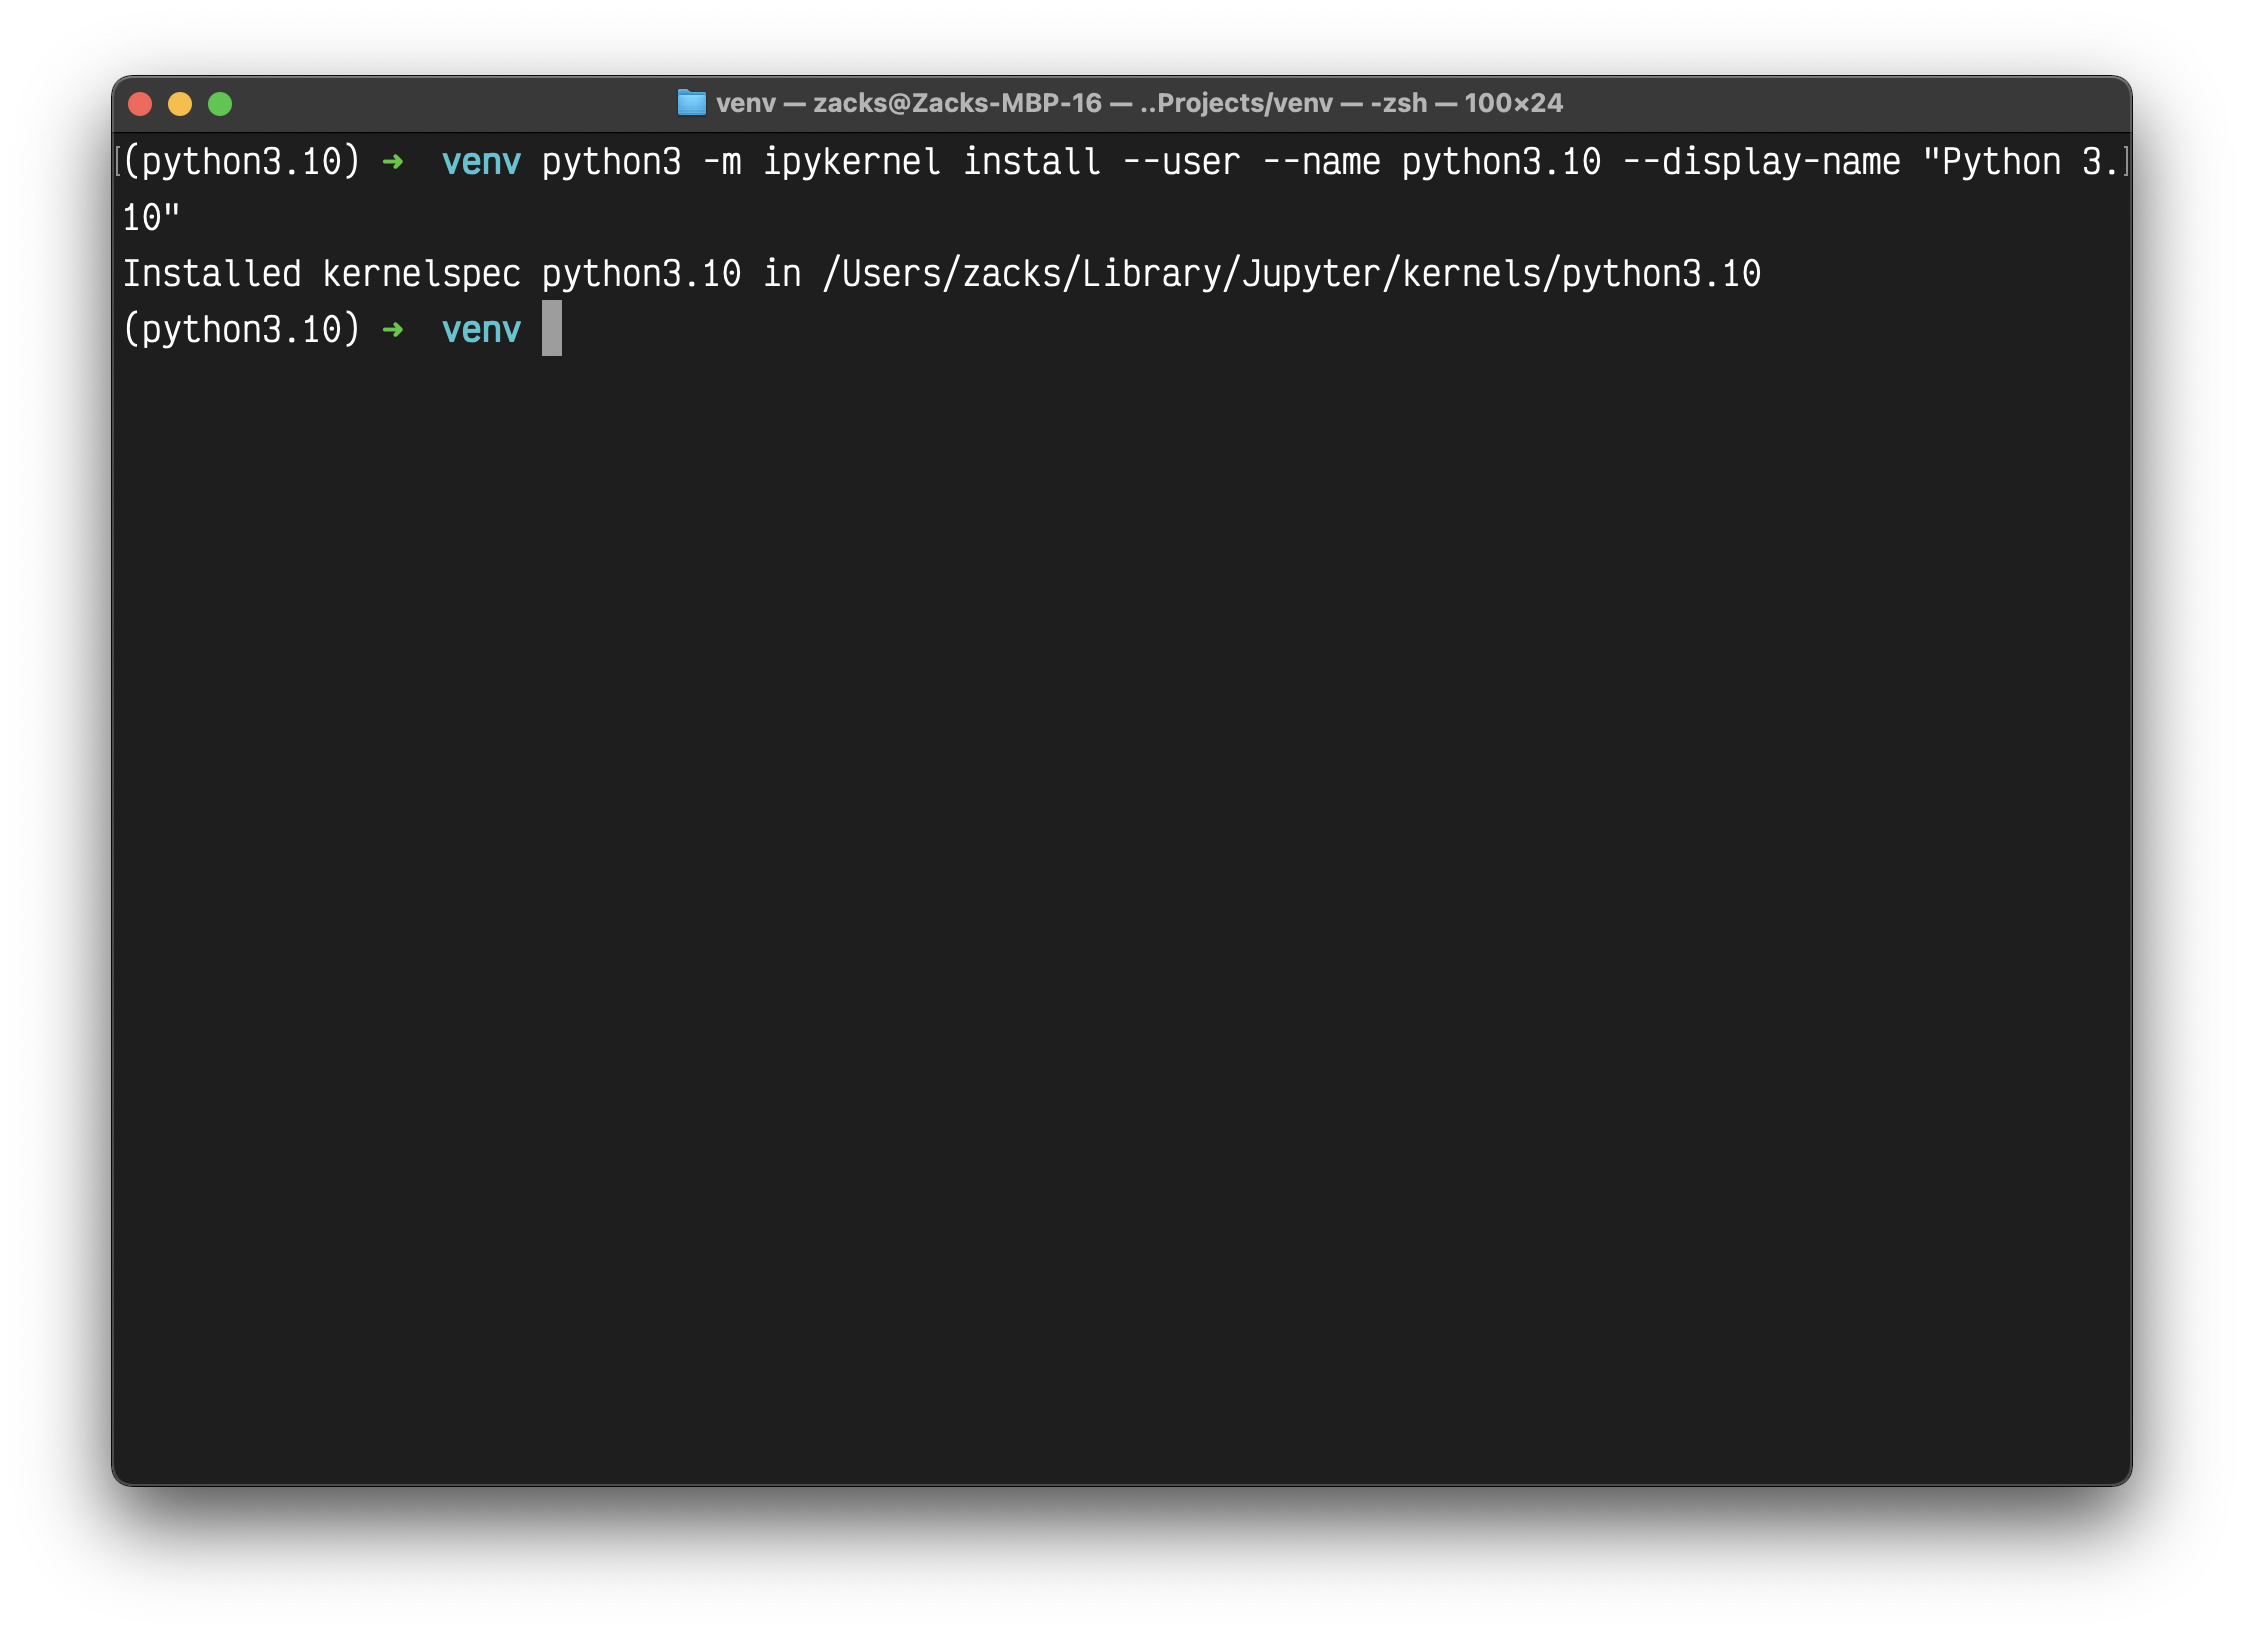 venv — zacks@Zacks-MBP-16 — ..Projects/venv — -zsh — 100×24
(python3.10) ➜  venv python3 -m ipykernel install --user --name python3.10 --display-name "Python 3.
10"
Installed kernelspec python3.10 in /Users/zacks/Library/Jupyter/kernels/python3.10
(python3.10) ➜  venv